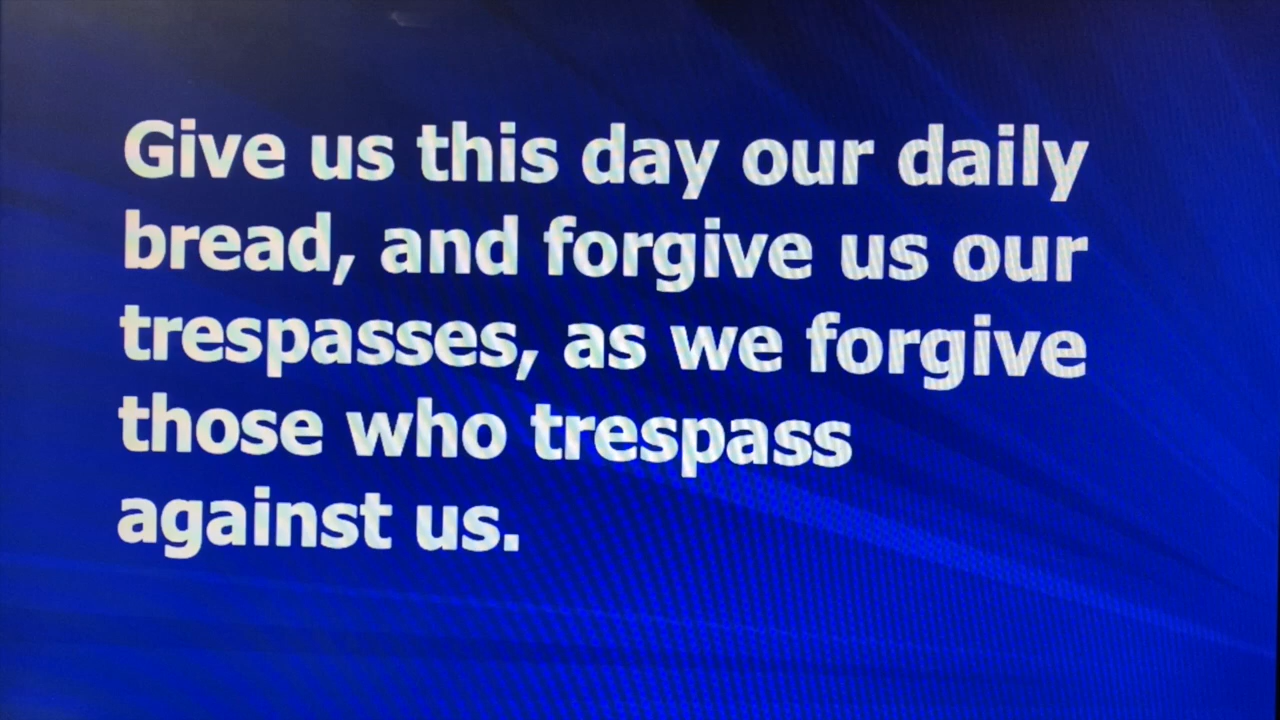 Give us this day our daily
bread, and forgive us our
trespasses, as we forgive
those who trespass
against us.